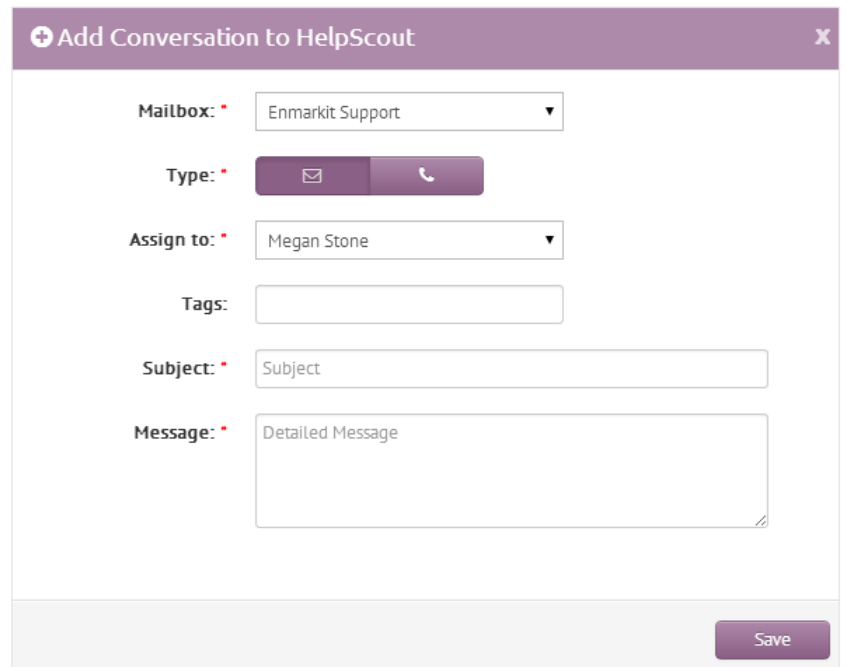 Add Conversation to HelpScout x
Mailbox: * Enmarkit Support
Type: *
Assign to: * Megan Stone
Tags:
Subject: * Subject
Message: * Detailed Message
Save